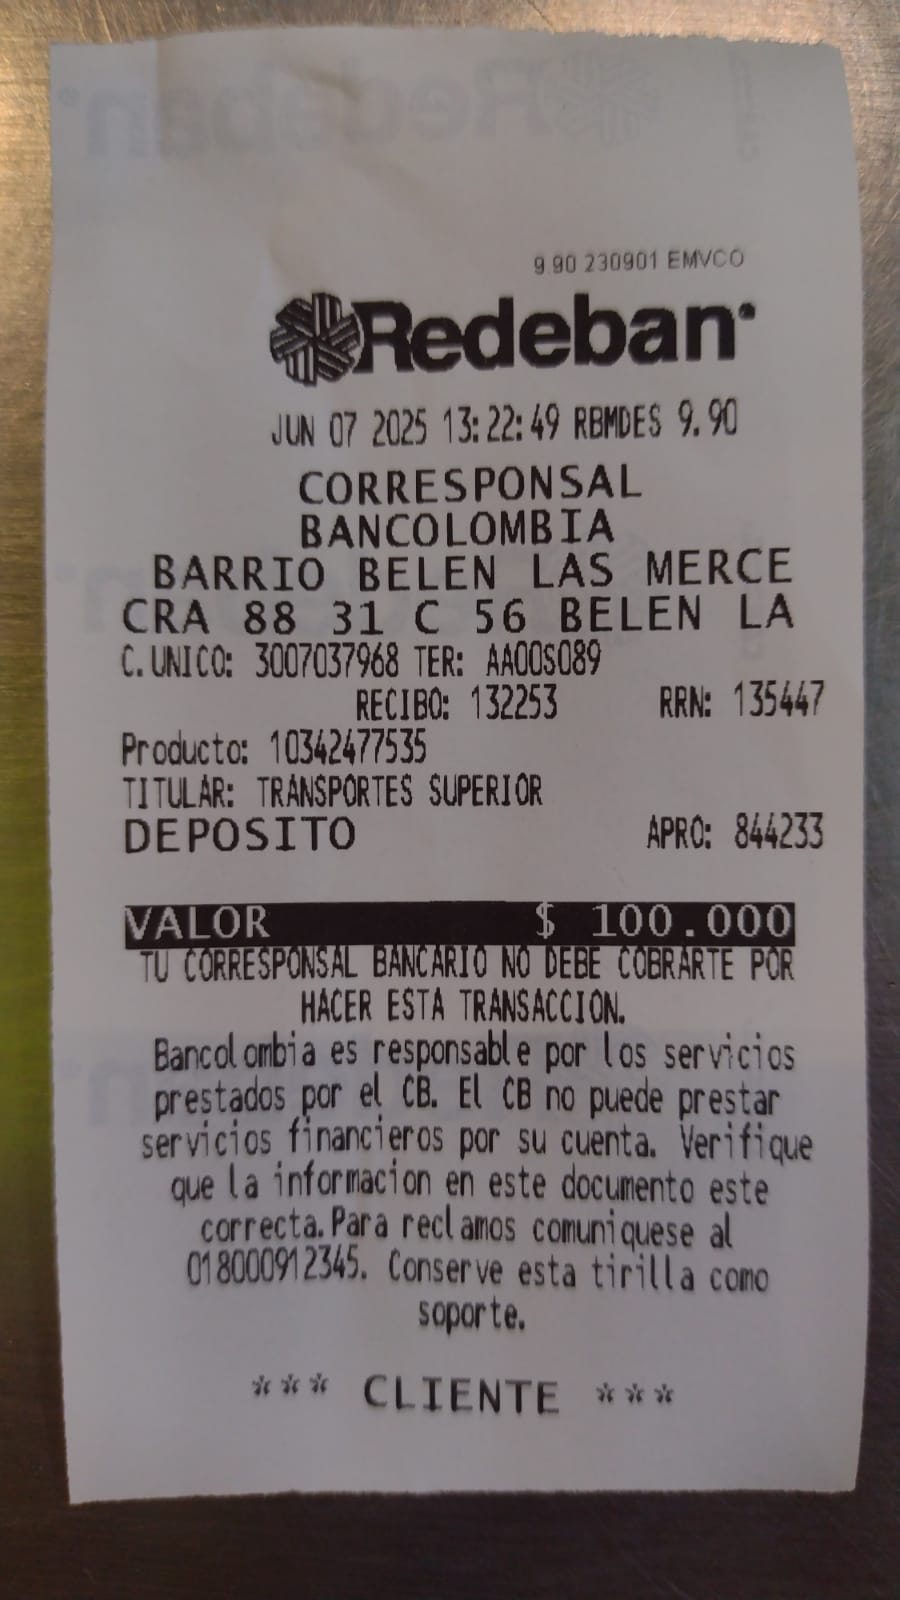 9.90 230901 EMVCO
Redeban
JUN 07 2025 13:22:49 RBMDES 9.90
CORRESPONSAL
BANCOLOMBIA
BARRIO BELEN LAS MERCE
CRA 88 31 C 56 BELEN LA
C.UNICO: 3007037968 TER: AA00S089
RECIBO: 132253 RRN: 135447
Producto: 10342477535
TITULAR: TRANSPORTES SUPERIOR
DEPOSITO APRO: 844233
VALOR $ 100.000
TU CORRESPONSAL BANCARIO NO DEBE COBRARTE POR
HACER ESTA TRANSACCION.
Bancolombia es responsable por los servicios
prestados por el CB. El CB no puede prestar
servicios financieros por su cuenta. Verifique
que la informacion en este documento este
correcta.Para reclamos comuniquese al
018000912345. Conserve esta tirilla como
soporte.
*** CLIENTE ***